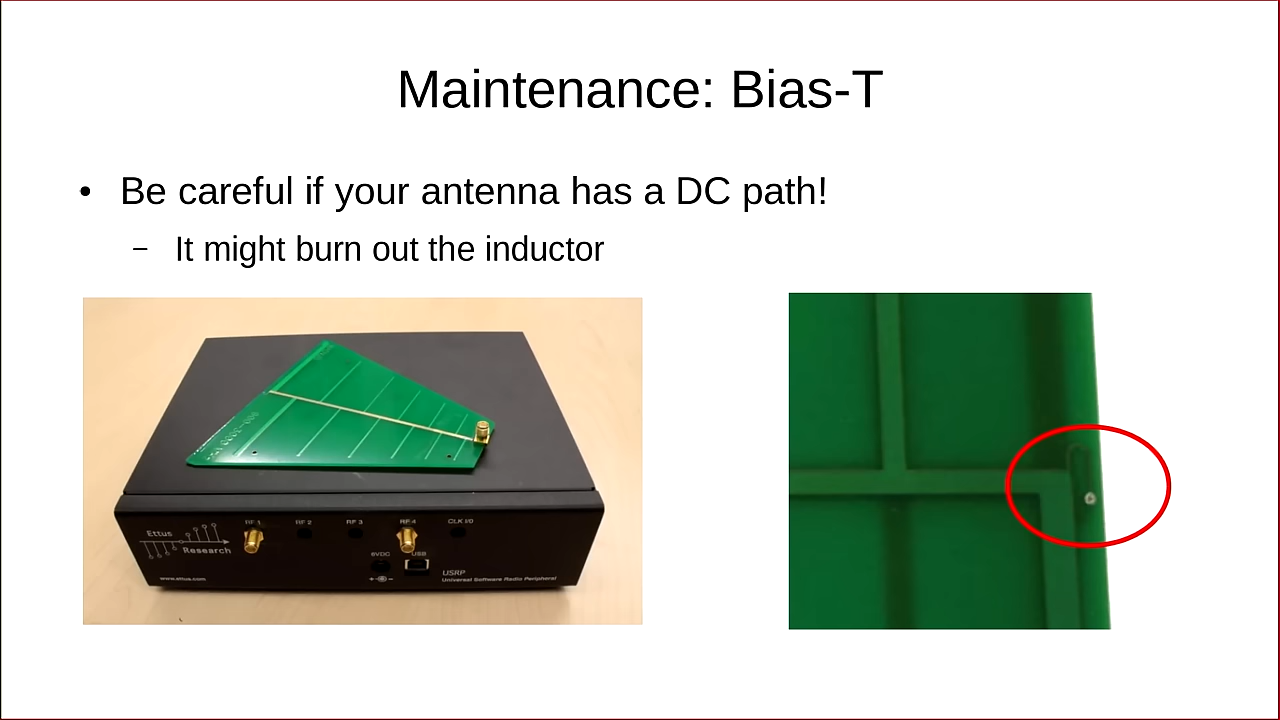 Maintenance: Bias-T
• Be careful if your antenna has a DC path!
– It might burn out the inductor
RF 1 RF 2 RF 3 RF 4 CLK I/O
Ettus
Research
6VDC USB
USRP
www.ettus.com
Universal Software Radio Peripheral